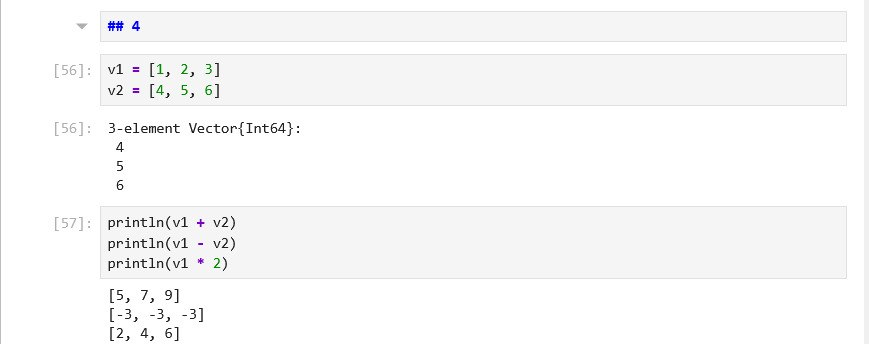 ## 4
[56]: v1 = [1, 2, 3]
v2 = [4, 5, 6]
[56]: 3-element Vector{Int64}:
4
5
6
[57]: println(v1 + v2)
println(v1 - v2)
println(v1 * 2)
[5, 7, 9]
[-3, -3, -3]
[2, 4, 6]